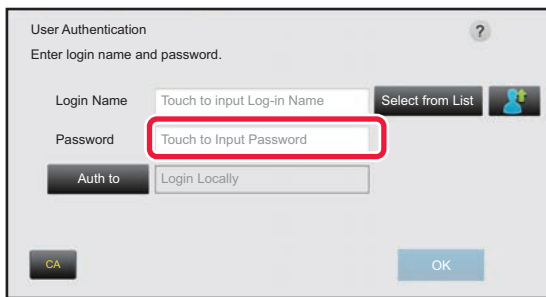 User Authentication ?
Enter login name and password.
Login Name Touch to input Log-in Name Select from List
Password Touch to Input Password
Auth to Login Locally
CA OK